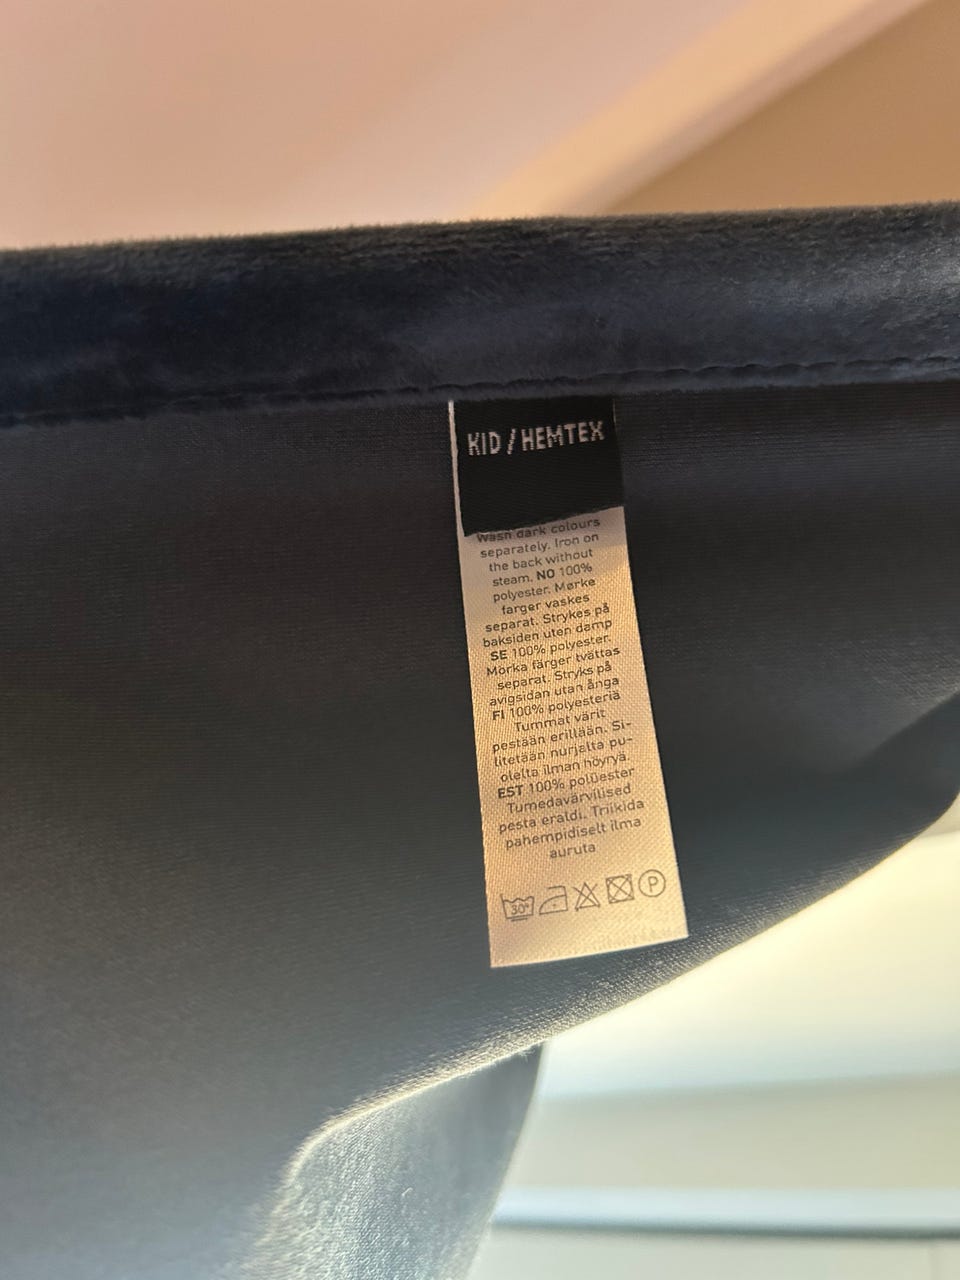 KID / HEMTEX
Wash dark colours
separately. Iron on
the back without
steam. NO 100%
polyester. Mørke
farger vaskes
separat. Strykes på
baksiden uten damp
SE 100% polyester.
Mörka färger tvättas
separat. Stryks på
avigsidan utan ånga
FI 100% polyesteriä
Tummat värit
pestään erillään. Si-
litetään nurjalta pu-
olelta ilman höyryä.
EST 100% polüester
Tumedavärvilised
pesta eraldi. Triikida
pahempidiselt ilma
auruta
30° P